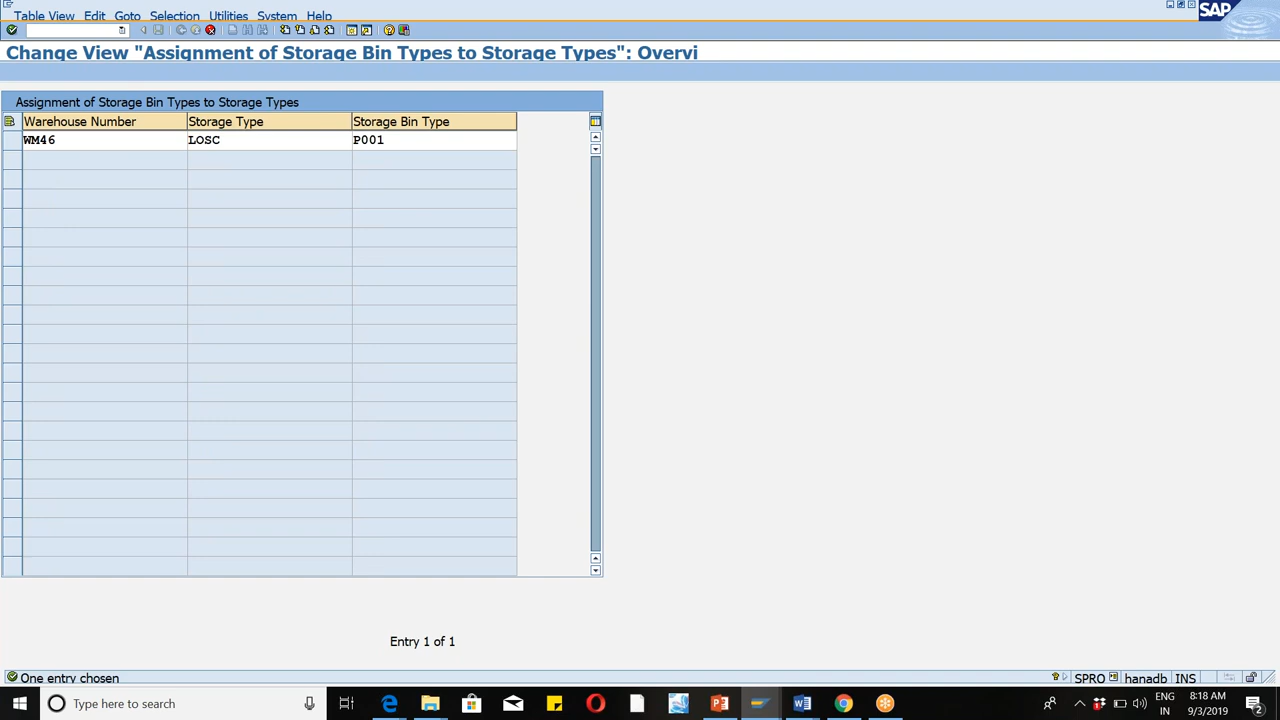 Table View Edit Goto Selection Utilities System Help
SAP
Change View "Assignment of Storage Bin Types to Storage Types": Overvi
Assignment of Storage Bin Types to Storage Types
Warehouse Number Storage Type Storage Bin Type
WM46 LOSC P001
Entry 1 of 1
One entry chosen
SPRO hanadb INS
Type here to search
ENG 8:18 AM
IN 9/3/2019 2